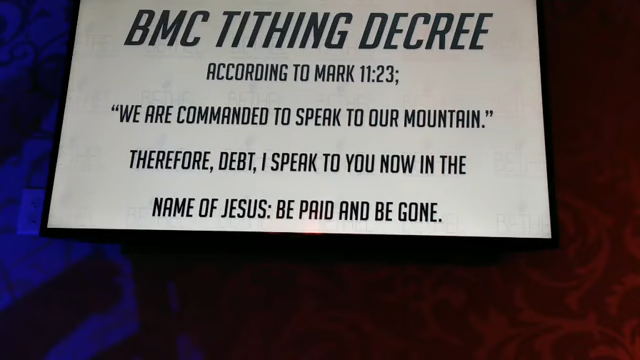 BMC TITHING DECREE
ACCORDING TO MARK 11:23;
“WE ARE COMMANDED TO SPEAK TO OUR MOUNTAIN.”
THEREFORE, DEBT, I SPEAK TO YOU NOW IN THE
NAME OF JESUS: BE PAID AND BE GONE.